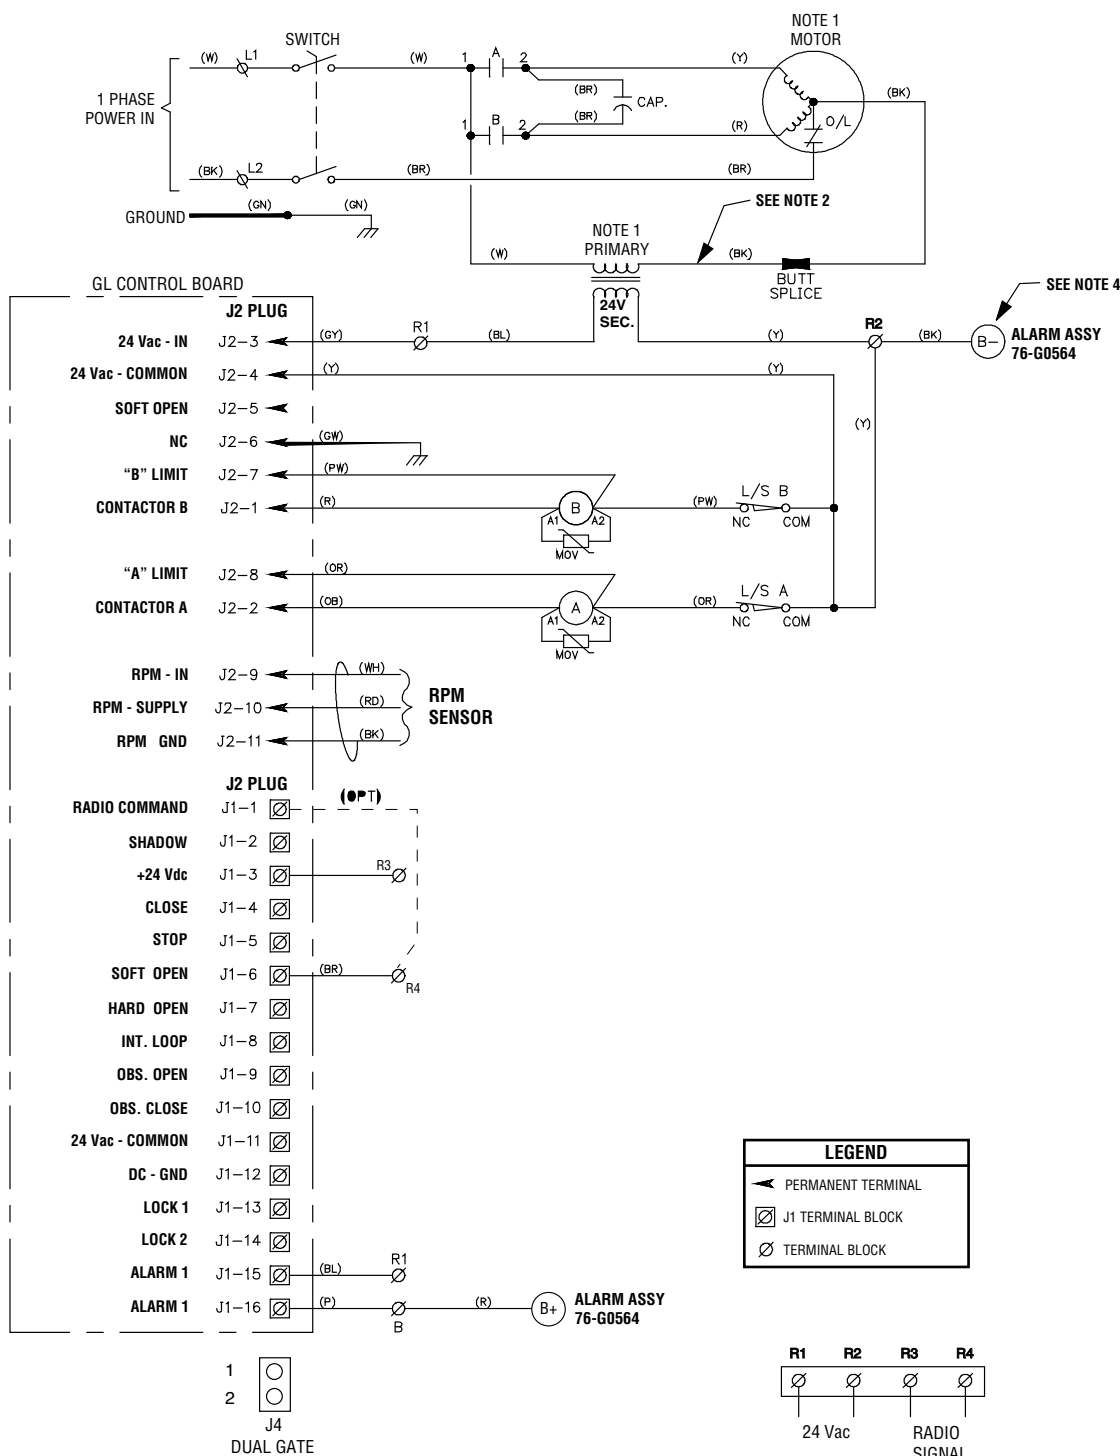 NOTE 1
MOTOR
SWITCH
(W) L1 (W) 1 A 2 (Y)
(BR) CAP.
(BK)
1 PHASE
POWER IN
(BR)
1 B 2 (R) O/L
(BK) L2 (BR) (BR)
SEE NOTE 2
GROUND (GN) (GN)
NOTE 1
PRIMARY
(W) (BK)
BUTT
SPLICE
GL CONTROL BOARD
SEE NOTE 4
J2 PLUG
24V
SEC.
24 Vac - IN J2-3 (GY) R1 (BL) (Y) R2 (BK) B- ALARM ASSY
76-G0564
24 Vac - COMMON J2-4 (Y) (Y)
SOFT OPEN J2-5
(Y)
NC J2-6 (GW)
"B" LIMIT J2-7 (PW)
L/S B
CONTACTOR B J2-1 (R) B (PW)
A1 A2 NC COM
MOV
"A" LIMIT J2-8 (OR)
L/S A
CONTACTOR A J2-2 (OB) A (OR)
A1 A2 NC COM
MOV
RPM - IN J2-9 (WH)
RPM - SUPPLY J2-10 (RD)
RPM
SENSOR
RPM GND J2-11 (BK)
J2 PLUG
(OPT)
RADIO COMMAND J1-1
SHADOW J1-2
+24 Vdc J1-3 R3
CLOSE J1-4
STOP J1-5
SOFT OPEN J1-6 (BR) R4
HARD OPEN J1-7
INT. LOOP J1-8
OBS. OPEN J1-9
OBS. CLOSE J1-10
24 Vac - COMMON J1-11
DC - GND J1-12
LOCK 1 J1-13
LOCK 2 J1-14
ALARM 1 J1-15 (BL) R1
ALARM 1 J1-16 (P) B (R) B+ ALARM ASSY
76-G0564
LEGEND
PERMANENT TERMINAL
J1 TERMINAL BLOCK
TERMINAL BLOCK
1
2
J4
DUAL GATE
R1 R2 R3 R4
24 Vac RADIO
SIGNAL